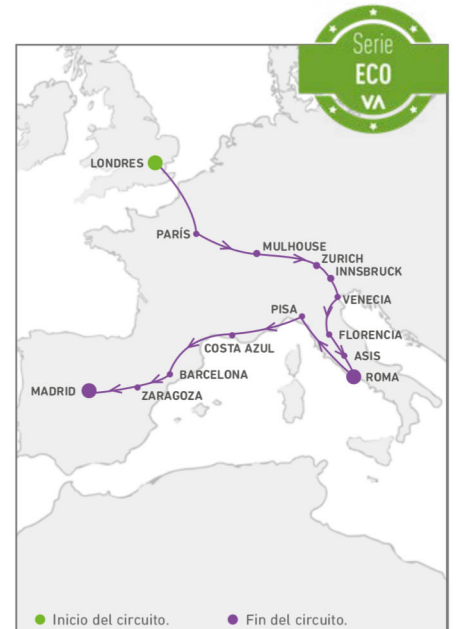 Serie
ECO
VA
LONDRES
PARÍS
MULHOUSE
ZURICH
INNSBRUCK
VENECIA
PISA
FLORENCIA
COSTA AZUL
ASIS
BARCELONA
ROMA
MADRID
ZARAGOZA
Inicio del circuito.
Fin del circuito.